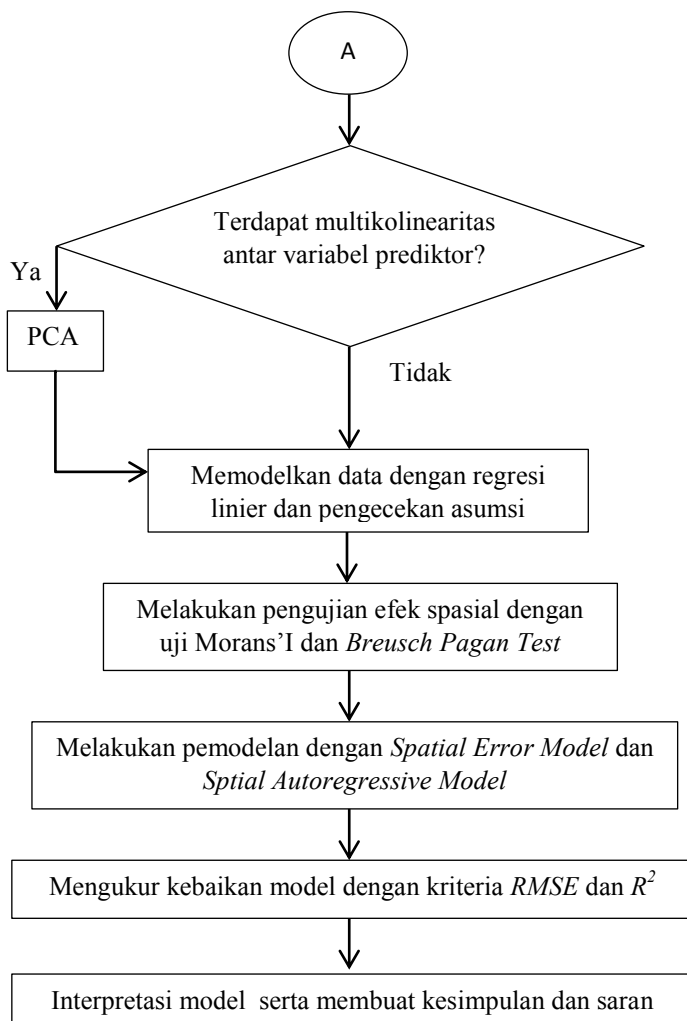 A
Terdapat multikolinearitas
antar variabel prediktor?
Ya
PCA
Tidak
Memodelkan data dengan regresi
linier dan pengecekan asumsi
Melakukan pengujian efek spasial dengan
uji Morans’I dan Breusch Pagan Test
Melakukan pemodelan dengan Spatial Error Model dan
Sptial Autoregressive Model
Mengukur kebaikan model dengan kriteria RMSE dan R²
Interpretasi model serta membuat kesimpulan dan saran